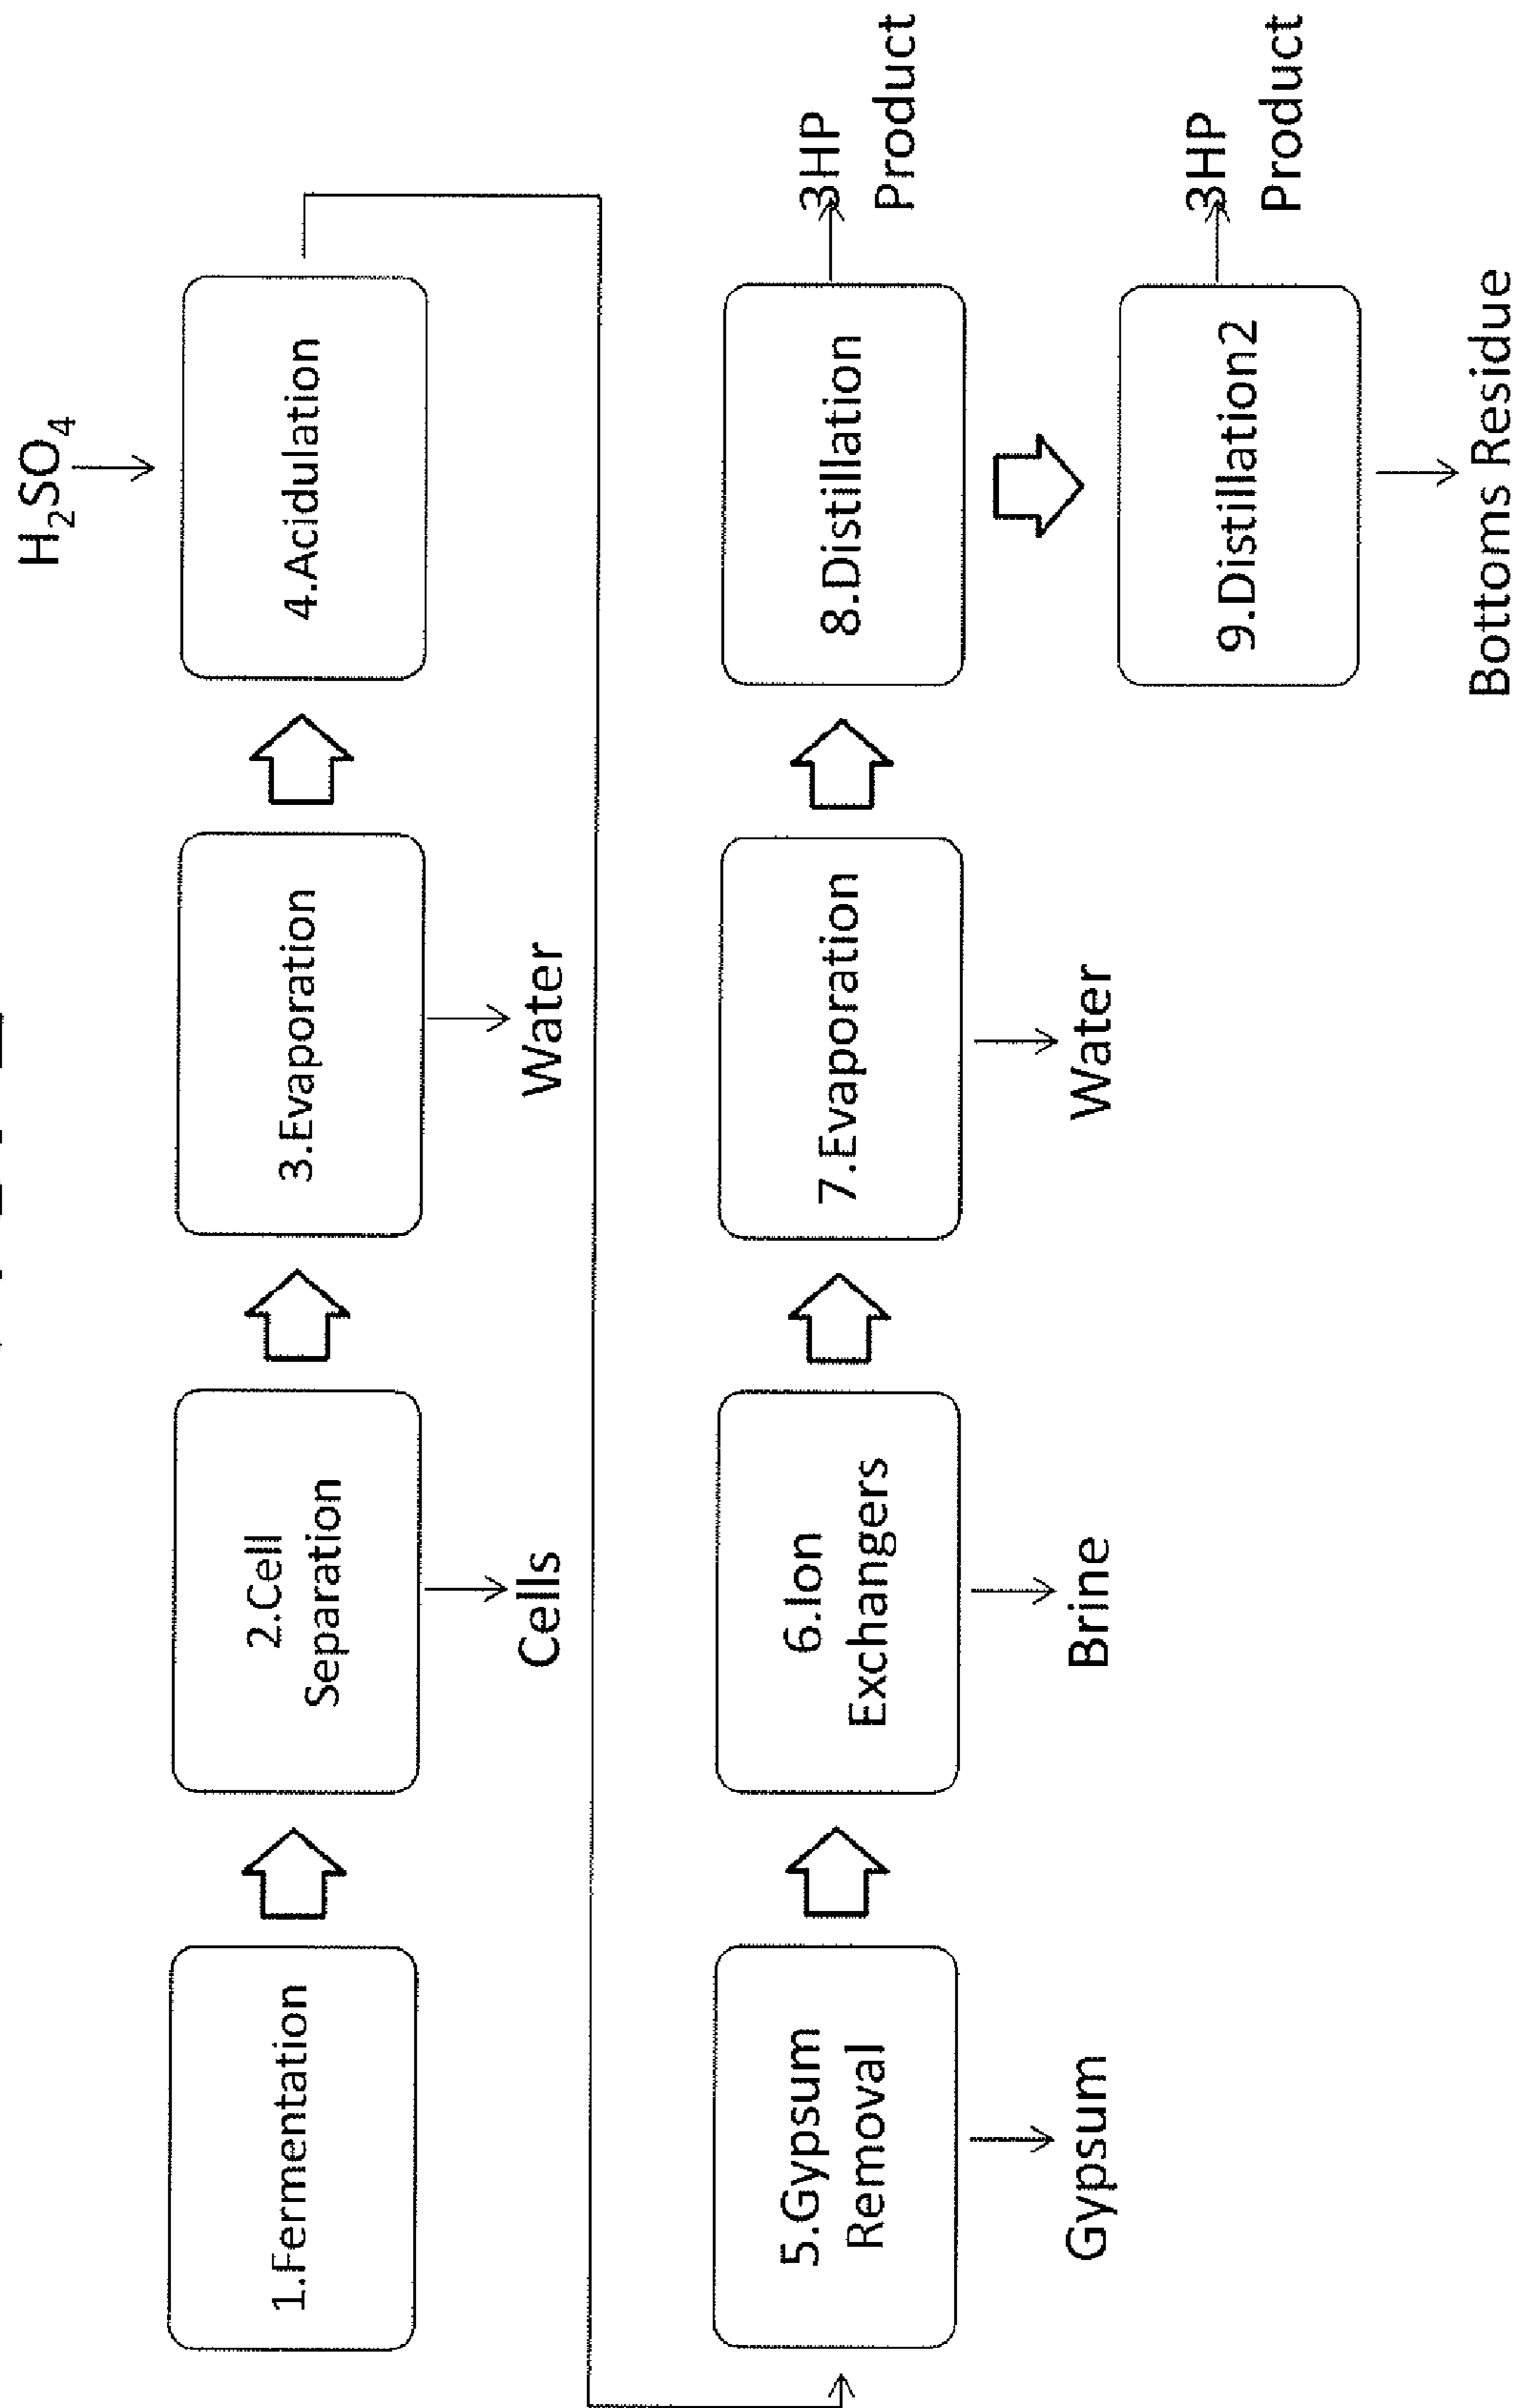 H₂SO₄
1.Fermentation
2.Cell
Separation
3.Evaporation
4.Acidulation
Cells
Water
5.Gypsum
Removal
6.Ion
Exchangers
7.Evaporation
8.Distillation
3HP
Product
Gypsum
Brine
Water
9.Distillation2
3HP
Product
Bottoms Residue